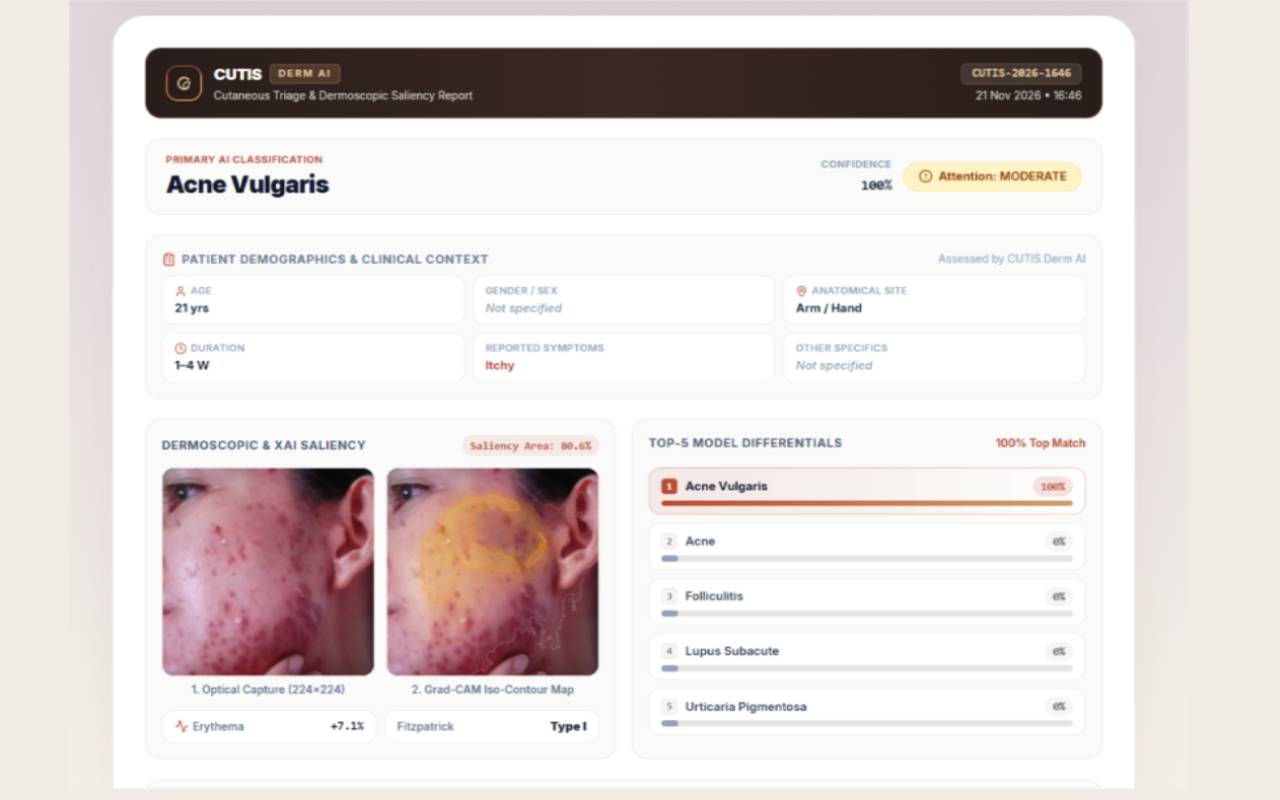 CUTIS DERM AI
Cutaneous Triage & Dermoscopic Saliency Report
CUTIS-2026-1646
21 Nov 2026 • 16:46
PRIMARY AI CLASSIFICATION
Acne Vulgaris
CONFIDENCE
100%
Attention: MODERATE
PATIENT DEMOGRAPHICS & CLINICAL CONTEXT
Assessed by CUTIS Derm AI
AGE
21 yrs
GENDER / SEX
Not specified
ANATOMICAL SITE
Arm / Hand
DURATION
1–4 W
REPORTED SYMPTOMS
Itchy
OTHER SPECIFICS
Not specified
DERMOSCOPIC & XAI SALIENCY
Saliency Area: 80.6%
1. Optical Capture (224×224)
2. Grad-CAM Iso-Contour Map
Erythema +7.1%
Fitzpatrick Type I
TOP-5 MODEL DIFFERENTIALS
100% Top Match
1 Acne Vulgaris 100%
2 Acne 0%
3 Folliculitis 0%
4 Lupus Subacute 0%
5 Urticaria Pigmentosa 0%